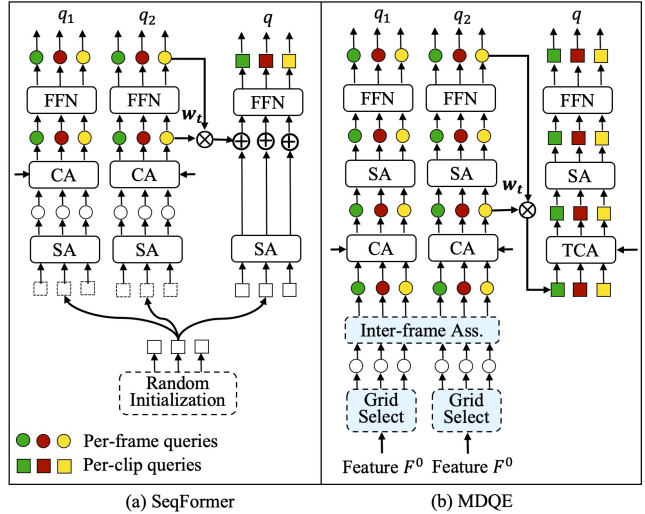 q₁ q₂ q
FFN FFN FFN
wₜ
CA CA
SA SA SA
Random
Initialization
Per-frame queries
Per-clip queries
(a) SeqFormer
q₁ q₂ q
FFN FFN FFN
SA SA SA
wₜ
CA CA TCA
Inter-frame Ass.
Grid
Select
Grid
Select
Feature F⁰ Feature F⁰
(b) MDQE